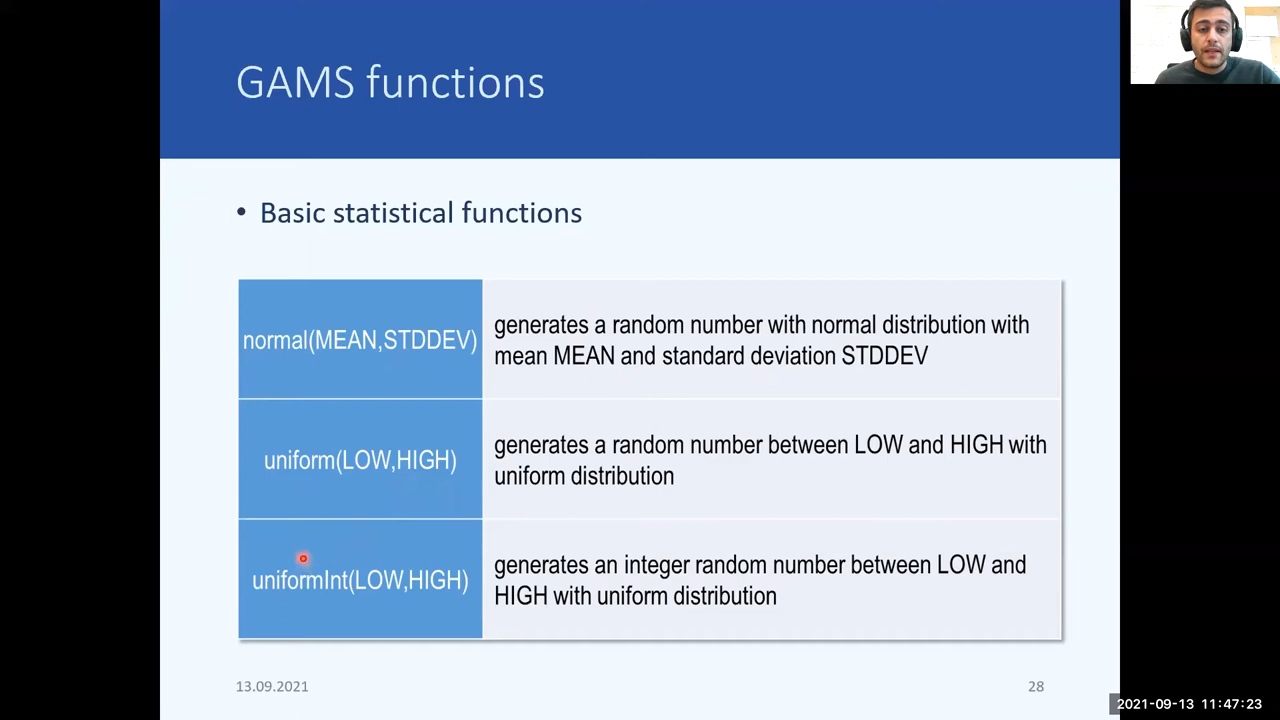 GAMS functions
• Basic statistical functions
normal(MEAN,STDDEV)
generates a random number with normal distribution with
mean MEAN and standard deviation STDDEV
uniform(LOW,HIGH)
generates a random number between LOW and HIGH with
uniform distribution
uniformInt(LOW,HIGH)
generates an integer random number between LOW and
HIGH with uniform distribution
13.09.2021
28
2021-09-13 11:47:23